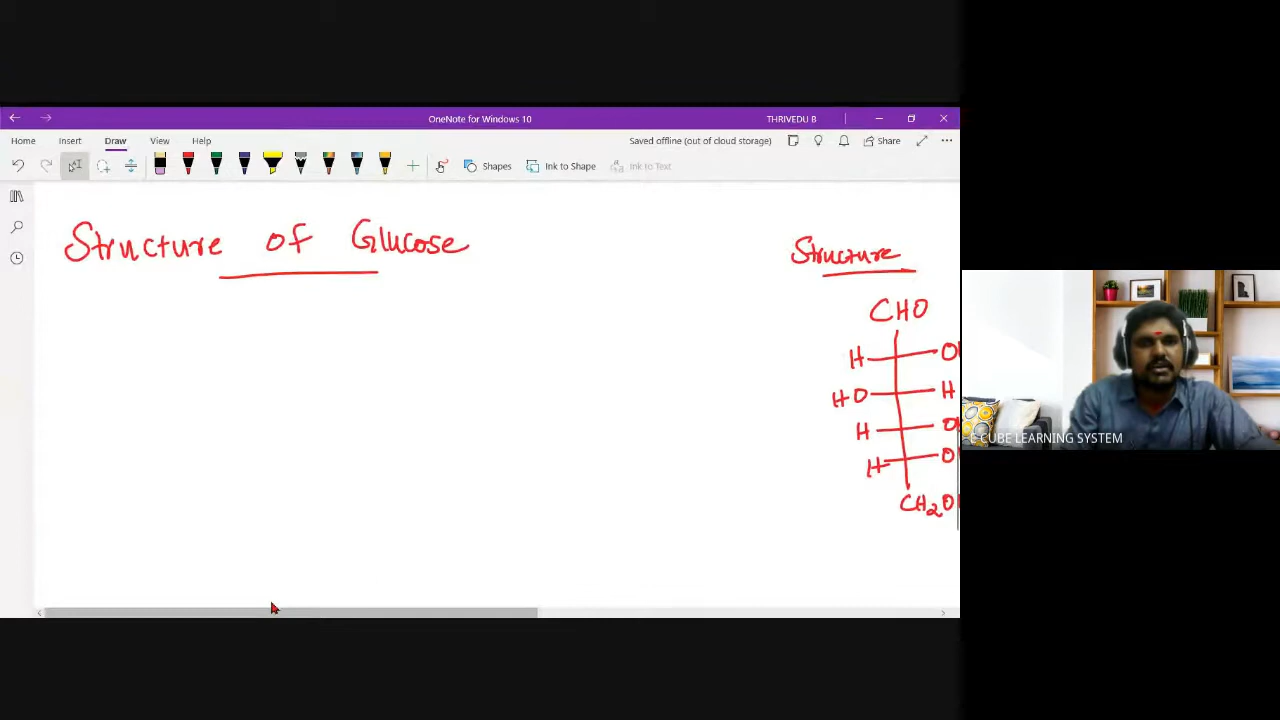 OneNote for Windows 10
THRIVEDU B
Home Insert Draw View Help
Saved offline (out of cloud storage)
Share
Shapes
Ink to Shape
Ink to Text
Structure of Glucose
Structure
CHO
H O
HO H
H O
H O
CH2O
C CUBE LEARNING SYSTEM